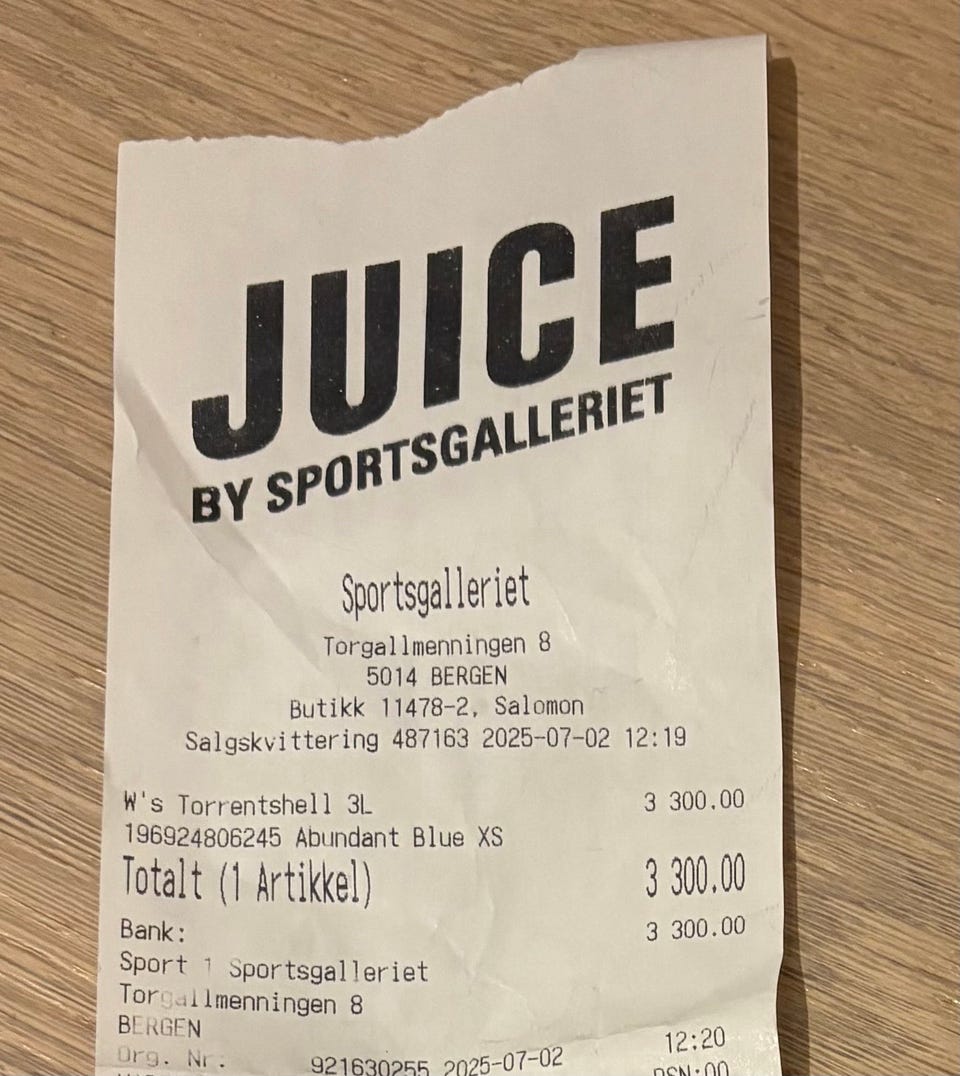 JUICE
BY SPORTSGALLERIET
Sportsgalleriet
Torgallmenningen 8
5014 BERGEN
Butikk 11478-2, Salomon
Salgskvittering 487163 2025-07-02 12:19
W's Torrentshell 3L 3 300.00
196924806245 Abundant Blue XS
Totalt (1 Artikkel) 3 300.00
Bank: 3 300.00
Sport 1 Sportsgalleriet
Torgallmenningen 8
BERGEN 12:20
Org. Nr. 921630255 2025-07-02
PSN:00